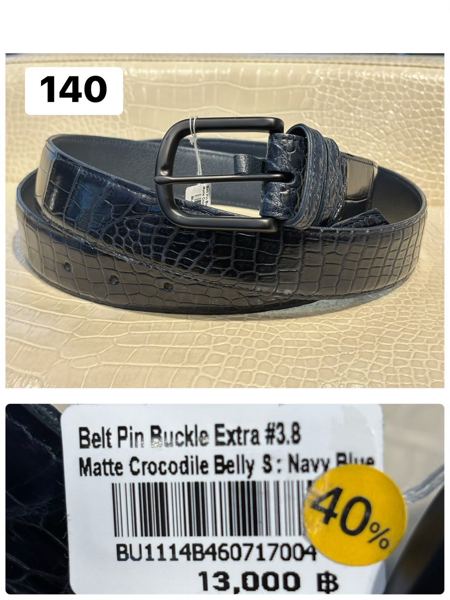 140
Belt Pin Buckle Extra #3.8
Matte Crocodile Belly S : Navy Blue
40%
BU1114B460717004
13,000 ฿